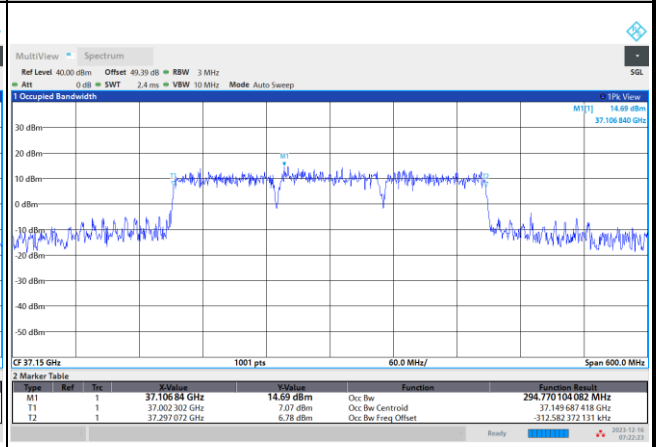 MultiView Spectrum
Ref Level 40.00 dBm Offset 49.39 dB RBW 3 MHz SGL
Att 0 dB SWT 2.4 ms VBW 10 MHz Mode Auto Sweep
1 Occupied Bandwidth 1Pk View
M1[1] 14.69 dBm
37.106 840 GHz
30 dBm
20 dBm
M1
10 dBm
T1 T2
0 dBm
-10 dBm
-20 dBm
-30 dBm
-40 dBm
-50 dBm
CF 37.15 GHz 1001 pts 60.0 MHz/ Span 600.0 MHz
2 Marker Table
Type Ref Trc X-Value Y-Value Function Function Result
M1 1 37.106 84 GHz 14.69 dBm Occ Bw 294.770 104 082 MHz
T1 1 37.002 302 GHz 7.07 dBm Occ Bw Centroid 37.149 687 418 GHz
T2 1 37.297 072 GHz 6.78 dBm Occ Bw Freq Offset -312.582 372 131 kHz
Ready 2023-12-16
07:22:23